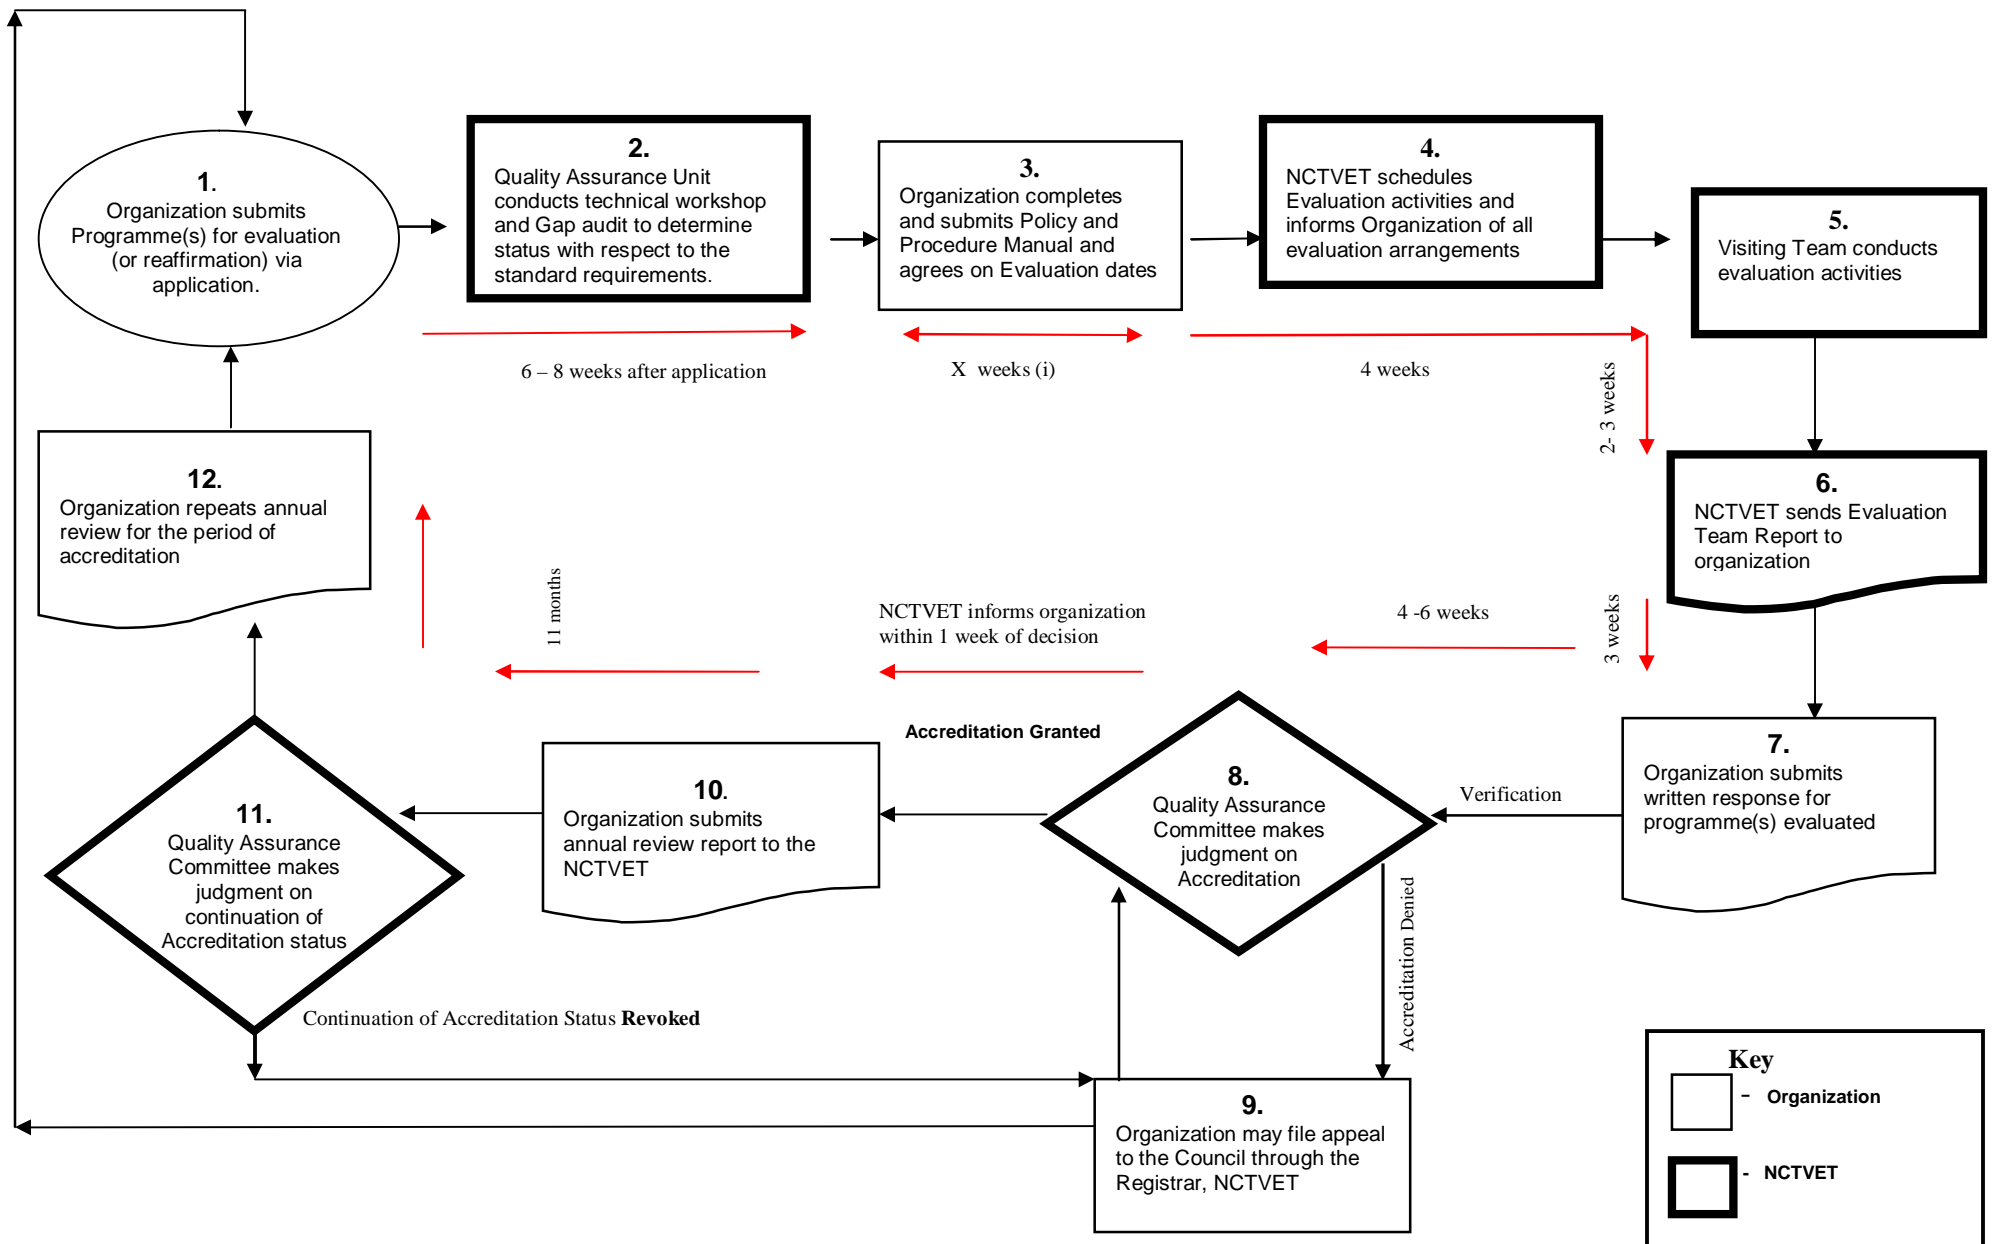 1.
Organization submits
Programme(s) for evaluation
(or reaffirmation) via
application.
2.
Quality Assurance Unit
conducts technical workshop
and Gap audit to determine
status with respect to the
standard requirements.
3.
Organization completes
and submits Policy and
Procedure Manual and
agrees on Evaluation dates
4.
NCTVET schedules
Evaluation activities and
informs Organization of all
evaluation arrangements
5.
Visiting Team conducts
evaluation activities
6 – 8 weeks after application
X weeks (i)
4 weeks
2- 3 weeks
6.
NCTVET sends Evaluation
Team Report to
organization
3 weeks
4 -6 weeks
NCTVET informs organization
within 1 week of decision
11 months
12.
Organization repeats annual
review for the period of
accreditation
7.
Organization submits
written response for
programme(s) evaluated
Verification
8.
Quality Assurance
Committee makes
judgment on
Accreditation
Accreditation Granted
Accreditation Denied
10.
Organization submits
annual review report to the
NCTVET
11.
Quality Assurance
Committee makes
judgment on
continuation of
Accreditation status
Continuation of Accreditation Status Revoked
9.
Organization may file appeal
to the Council through the
Registrar, NCTVET
Key
- Organization
- NCTVET